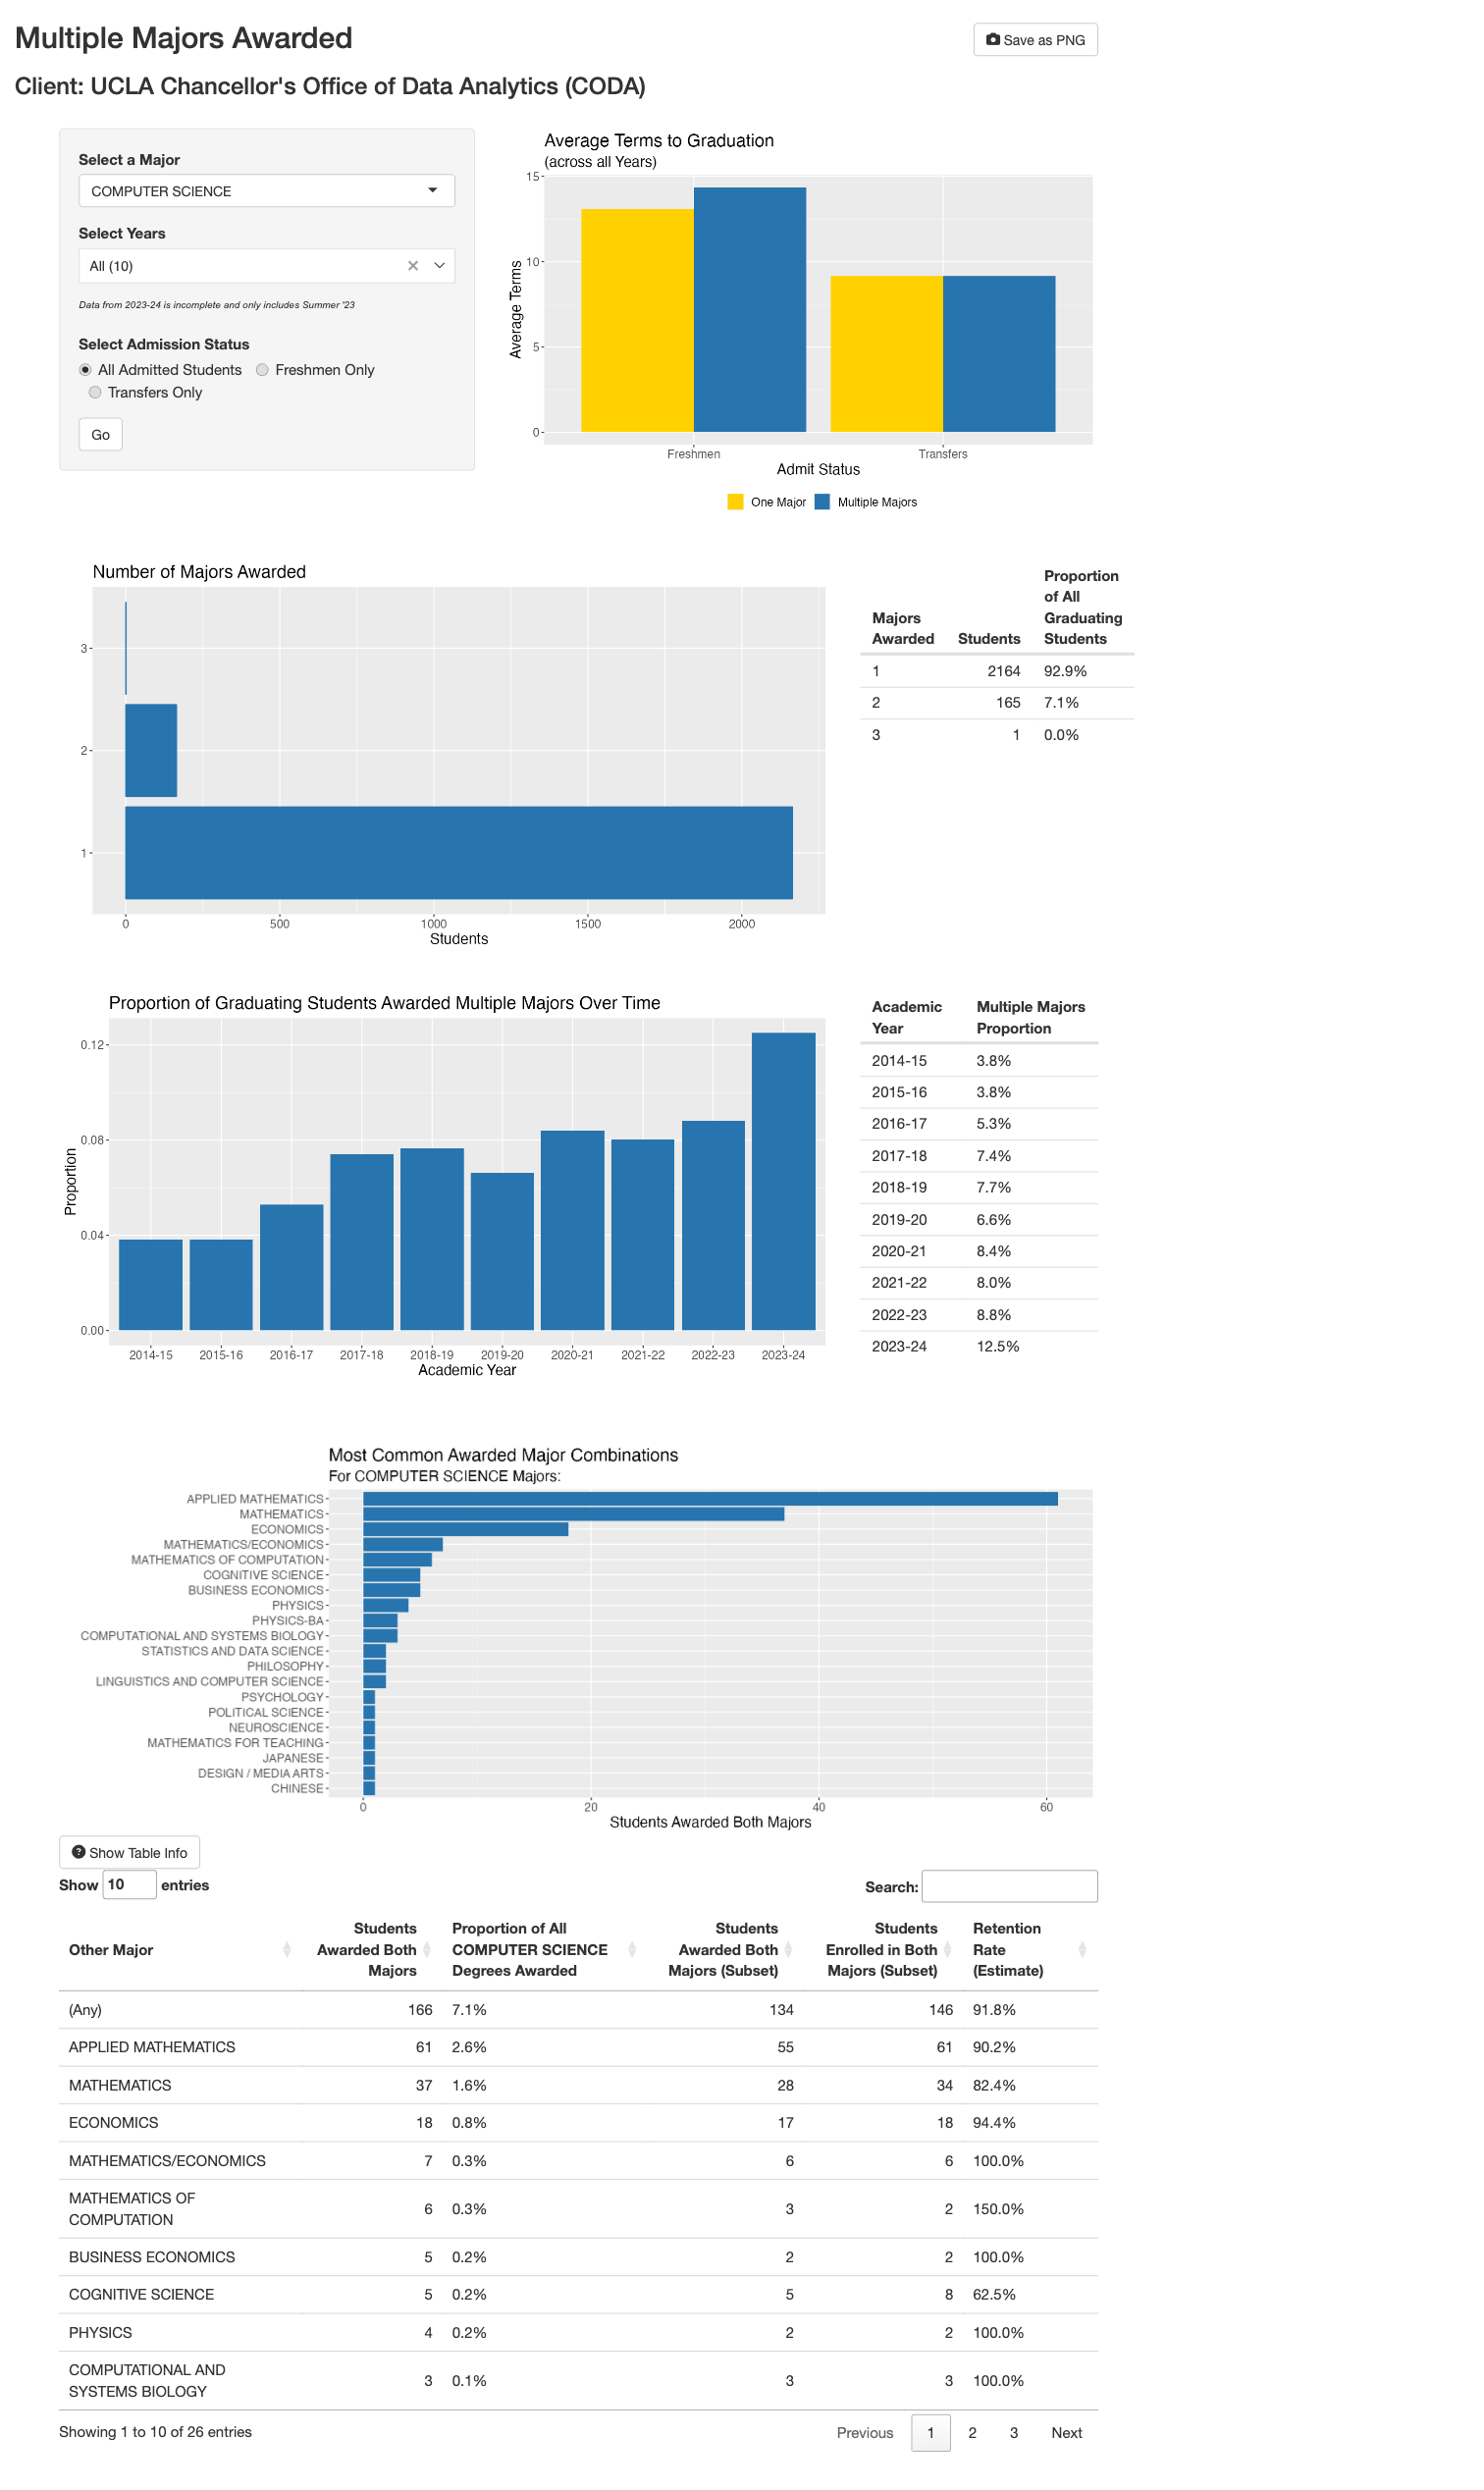 Multiple Majors Awarded
Save as PNG
Client: UCLA Chancellor's Office of Data Analytics (CODA)
Select a Major
COMPUTER SCIENCE
Select Years
All (10)
Data from 2023-24 is incomplete and only includes Summer '23
Select Admission Status
All Admitted Students Freshmen Only
Transfers Only
Go
Average Terms to Graduation
(across all Years)
15
10
5
0
Average Terms
Freshmen Transfers
Admit Status
One Major Multiple Majors
Number of Majors Awarded
3
2
1
0 500 1000 1500 2000
Students
Majors Awarded Students Proportion of All Graduating Students
1 2164 92.9%
2 165 7.1%
3 1 0.0%
Proportion of Graduating Students Awarded Multiple Majors Over Time
0.12
0.08
0.04
0.00
Proportion
2014-15 2015-16 2016-17 2017-18 2018-19 2019-20 2020-21 2021-22 2022-23 2023-24
Academic Year
Academic Year Multiple Majors Proportion
2014-15 3.8%
2015-16 3.8%
2016-17 5.3%
2017-18 7.4%
2018-19 7.7%
2019-20 6.6%
2020-21 8.4%
2021-22 8.0%
2022-23 8.8%
2023-24 12.5%
Most Common Awarded Major Combinations
For COMPUTER SCIENCE Majors:
APPLIED MATHEMATICS
MATHEMATICS
ECONOMICS
MATHEMATICS/ECONOMICS
MATHEMATICS OF COMPUTATION
COGNITIVE SCIENCE
BUSINESS ECONOMICS
PHYSICS
PHYSICS-BA
COMPUTATIONAL AND SYSTEMS BIOLOGY
STATISTICS AND DATA SCIENCE
PHILOSOPHY
LINGUISTICS AND COMPUTER SCIENCE
PSYCHOLOGY
POLITICAL SCIENCE
NEUROSCIENCE
MATHEMATICS FOR TEACHING
JAPANESE
DESIGN / MEDIA ARTS
CHINESE
0 20 40 60
Students Awarded Both Majors
Show Table Info
Show 10 entries
Search:
Other Major Students Awarded Both Majors Proportion of All COMPUTER SCIENCE Degrees Awarded Students Awarded Both Majors (Subset) Students Enrolled in Both Majors (Subset) Retention Rate (Estimate)
(Any) 166 7.1% 134 146 91.8%
APPLIED MATHEMATICS 61 2.6% 55 61 90.2%
MATHEMATICS 37 1.6% 28 34 82.4%
ECONOMICS 18 0.8% 17 18 94.4%
MATHEMATICS/ECONOMICS 7 0.3% 6 6 100.0%
MATHEMATICS OF COMPUTATION 6 0.3% 3 2 150.0%
BUSINESS ECONOMICS 5 0.2% 2 2 100.0%
COGNITIVE SCIENCE 5 0.2% 5 8 62.5%
PHYSICS 4 0.2% 2 2 100.0%
COMPUTATIONAL AND SYSTEMS BIOLOGY 3 0.1% 3 3 100.0%
Showing 1 to 10 of 26 entries
Previous 1 2 3 Next